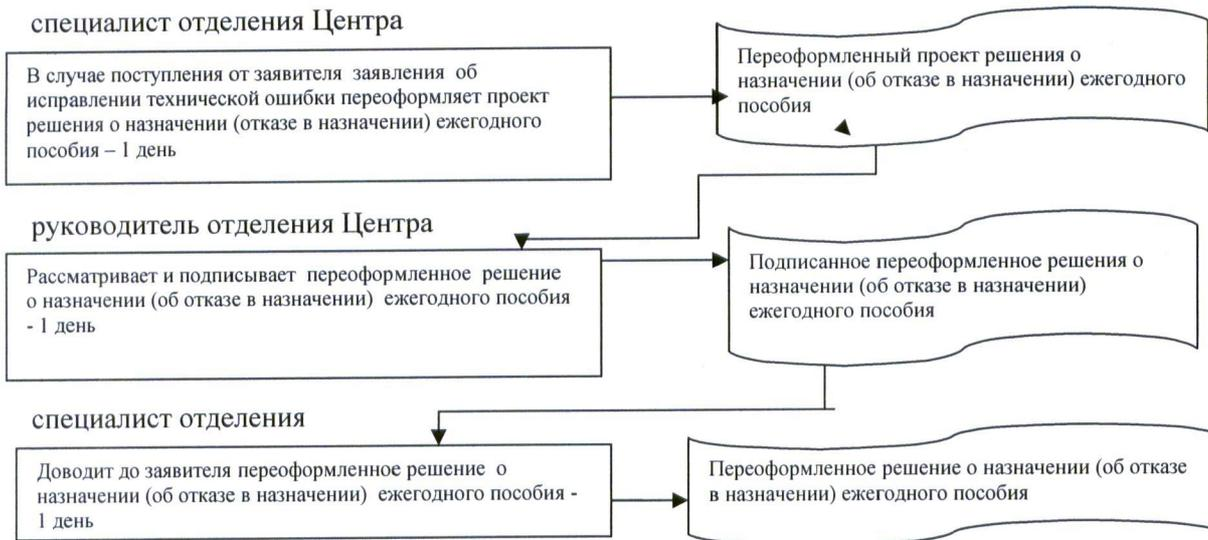 специалист отделения Центра
В случае поступления от заявителя заявления об
исправлении технической ошибки переоформляет проект
решения о назначении (отказе в назначении) ежегодного
пособия – 1 день
Переоформленный проект решения о
назначении (об отказе в назначении) ежегодного
пособия
руководитель отделения Центра
Рассматривает и подписывает переоформленное решение
о назначении (об отказе в назначении) ежегодного пособия
- 1 день
Подписанное переоформленное решения о
назначении (об отказе в назначении)
ежегодного пособия
специалист отделения
Доводит до заявителя переоформленное решение о
назначении (об отказе в назначении) ежегодного пособия -
1 день
Переоформленное решение о назначении (об отказе
в назначении) ежегодного пособия